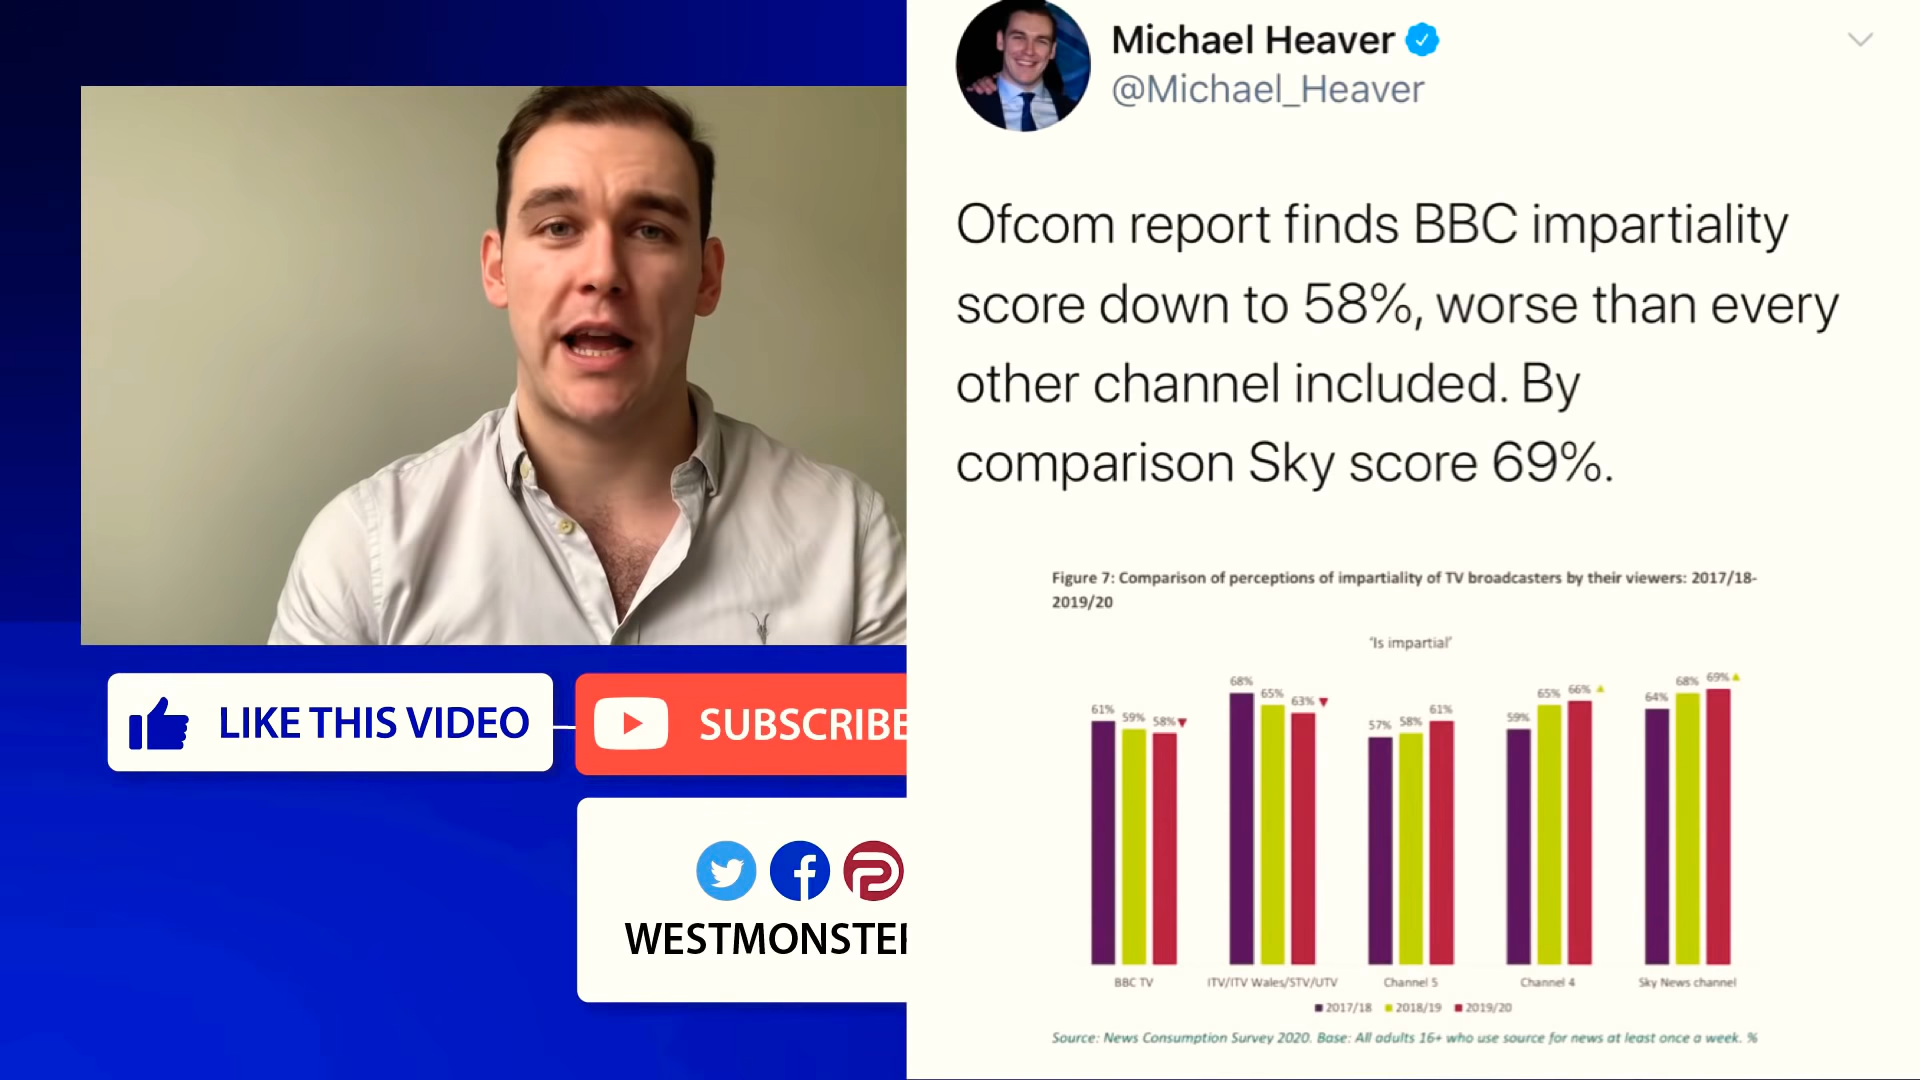 Michael Heaver
@Michael_Heaver
Ofcom report finds BBC impartiality
score down to 58%, worse than every
other channel included. By
comparison Sky score 69%.
Figure 7: Comparison of perceptions of impartiality of TV broadcasters by their viewers: 2017/18-
2019/20
'Is impartial'
61% 59% 58%
68% 65% 63%
57% 58% 61%
59% 65% 66%
64% 68% 69%
BBC TV ITV/ITV Wales/STV/UTV Channel 5 Channel 4 Sky News channel
2017/18 2018/19 2019/20
Source: News Consumption Survey 2020. Base: All adults 16+ who use source for news at least once a week. %
LIKE THIS VIDEO
SUBSCRIBE
WESTMONSTER